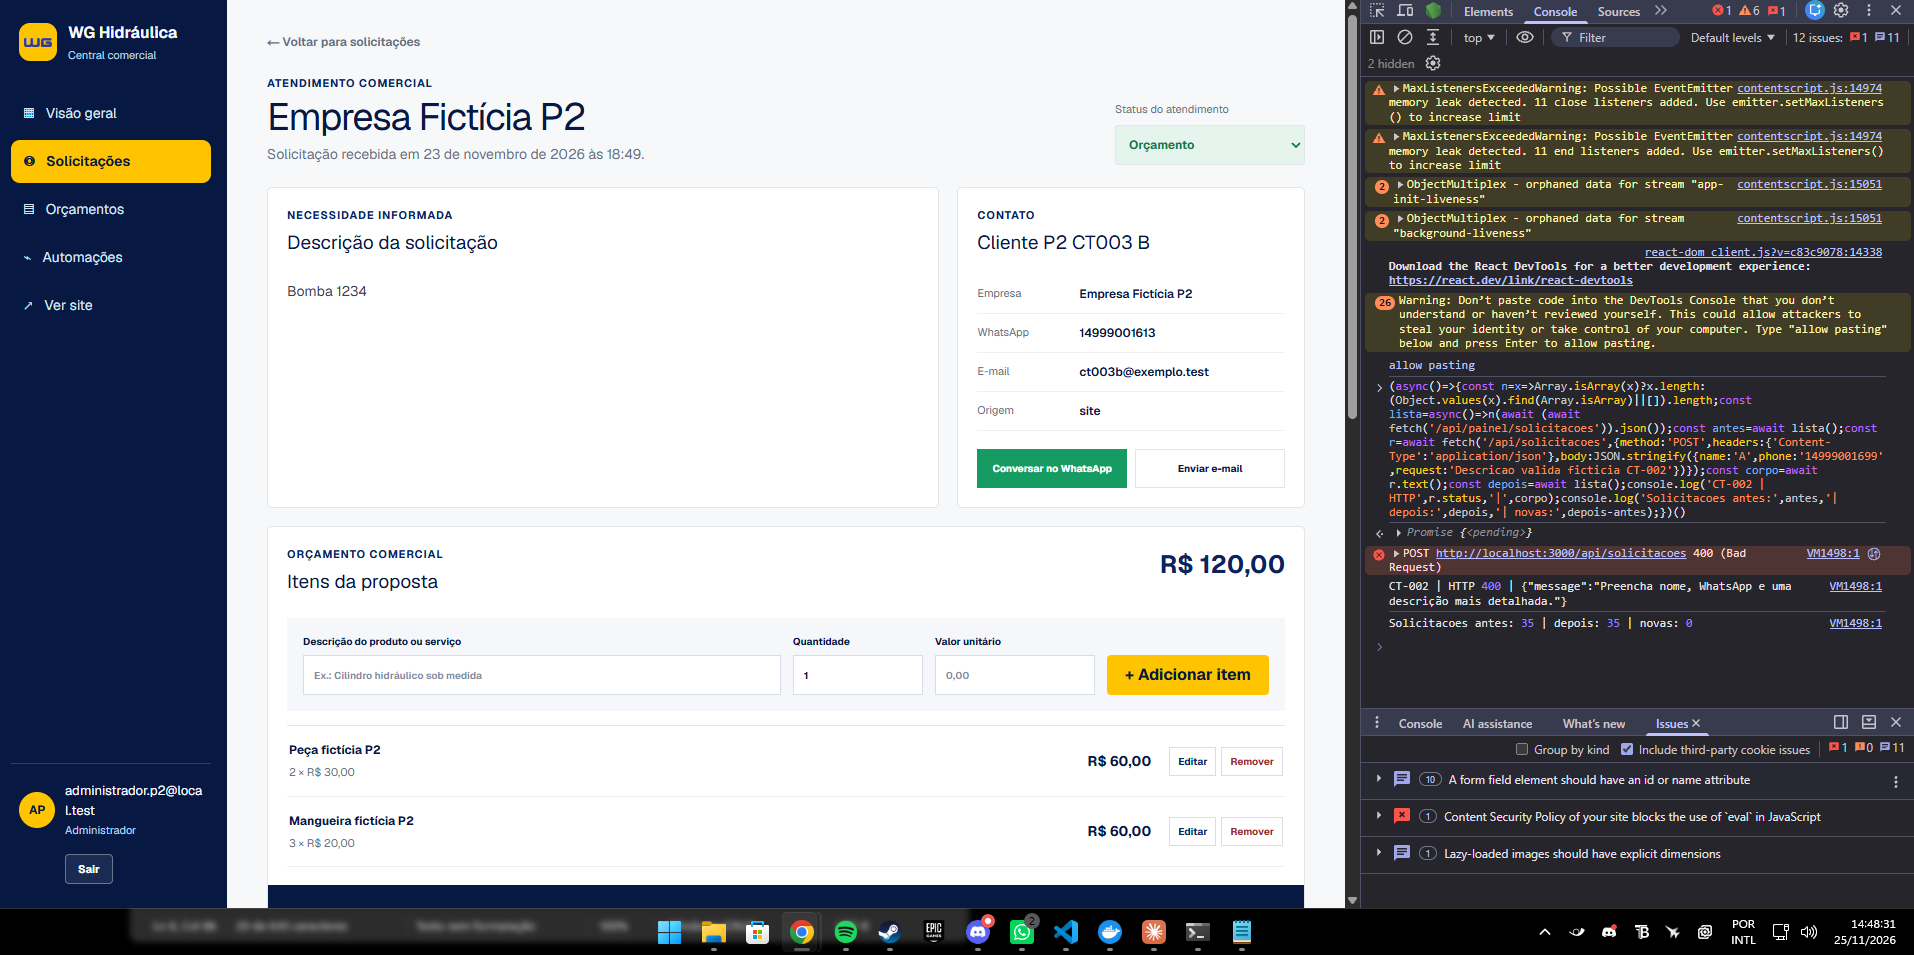 WG
WG Hidráulica
Central comercial
Visão geral
Solicitações
Orçamentos
Automações
Ver site
administrador.p2@loca
l.test
AP
Administrador
Sair
← Voltar para solicitações
ATENDIMENTO COMERCIAL
Empresa Fictícia P2
Solicitação recebida em 23 de novembro de 2026 às 18:49.
Status do atendimento
Orçamento
NECESSIDADE INFORMADA
Descrição da solicitação
Bomba 1234
CONTATO
Cliente P2 CT003 B
Empresa Empresa Fictícia P2
WhatsApp 14999001613
E-mail ct003b@exemplo.test
Origem site
Conversar no WhatsApp Enviar e-mail
ORÇAMENTO COMERCIAL
Itens da proposta
R$ 120,00
Descrição do produto ou serviço Quantidade Valor unitário
Ex.: Cilindro hidráulico sob medida 1 0,00 + Adicionar item
Peça fictícia P2
2 × R$ 30,00
R$ 60,00 Editar Remover
Mangueira fictícia P2
3 × R$ 20,00
R$ 60,00 Editar Remover
Elements Console Sources 1 6 1
top Filter Default levels 12 issues: 1 11
2 hidden
MaxListenersExceededWarning: Possible EventEmitter contentscript.js:14974
memory leak detected. 11 close listeners added. Use emitter.setMaxListeners
() to increase limit
MaxListenersExceededWarning: Possible EventEmitter contentscript.js:14974
memory leak detected. 11 end listeners added. Use emitter.setMaxListeners()
to increase limit
2 ObjectMultiplex - orphaned data for stream "app- contentscript.js:15051
init-liveness"
2 ObjectMultiplex - orphaned data for stream contentscript.js:15051
"background-liveness"
react-dom_client.js?v=c83c9078:14338
Download the React DevTools for a better development experience:
https://react.dev/link/react-devtools
26 Warning: Don't paste code into the DevTools Console that you don't
understand or haven't reviewed yourself. This could allow attackers to
steal your identity or take control of your computer. Type "allow pasting"
below and press Enter to allow pasting.
allow pasting
(async()=>{const n=x=>Array.isArray(x)?x.length:
(Object.values(x).find(Array.isArray)||[]).length;const
lista=async()=>n(await (await
fetch('/api/painel/solicitacoes')).json());const antes=await lista();const
r=await fetch('/api/solicitacoes',{method:'POST',headers:{'Content-
Type':'application/json'},body:JSON.stringify({name:'A',phone:'14999001699'
,request:'Descricao valida ficticia CT-002'})});const corpo=await
r.text();const depois=await lista();console.log('CT-002 |
HTTP',r.status,'|',corpo);console.log('Solicitacoes antes:',antes,'|
depois:',depois,'| novas:',depois-antes);})()
Promise {<pending>}
POST http://localhost:3000/api/solicitacoes 400 (Bad VM1498:1
Request)
CT-002 | HTTP 400 | {"message":"Preencha nome, WhatsApp e uma VM1498:1
descrição mais detalhada."}
Solicitacoes antes: 35 | depois: 35 | novas: 0 VM1498:1
Console AI assistance What's new Issues
Group by kind Include third-party cookie issues 1 0 11
10 A form field element should have an id or name attribute
1 Content Security Policy of your site blocks the use of `eval` in JavaScript
1 Lazy-loaded images should have explicit dimensions
EPIC
GAMES
2
POR
INTL
14:48:31
25/11/2026